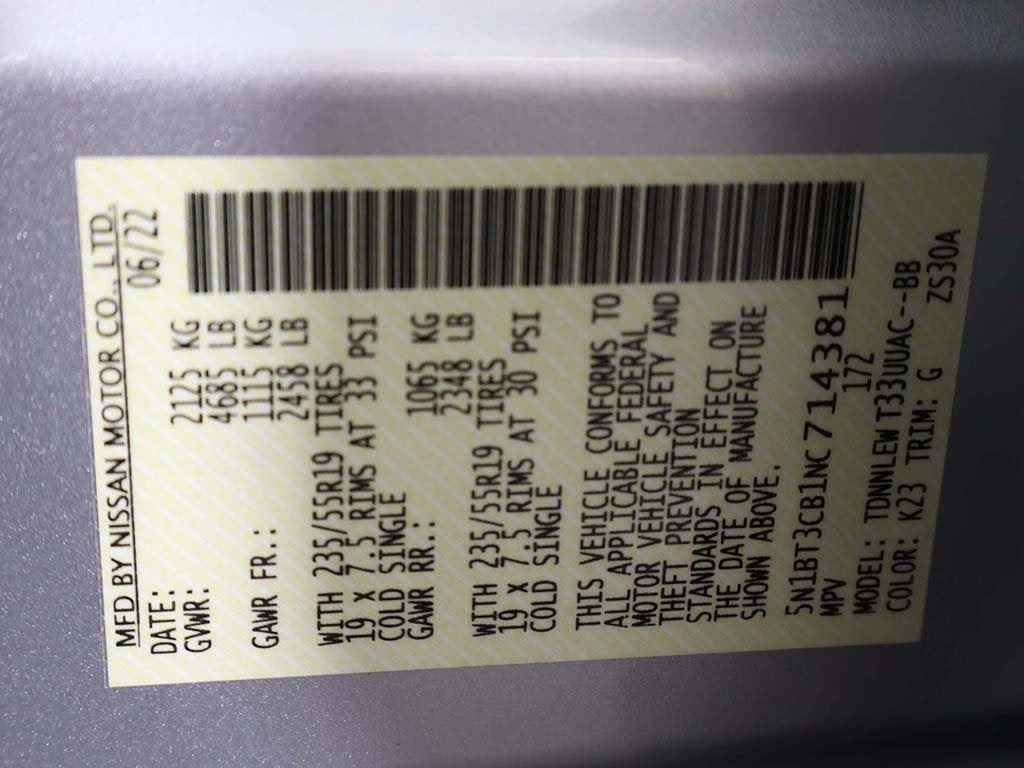 MFD BY NISSAN MOTOR CO., LTD.
DATE: 06/22
GVWR: 2125 KG
4685 LB
GAWR FR.: 1115 KG
2458 LB
WITH 235/55R19 TIRES
19 x 7.5 RIMS AT 33 PSI
COLD SINGLE
GAWR RR.: 1065 KG
2348 LB
WITH 235/55R19 TIRES
19 x 7.5 RIMS AT 30 PSI
COLD SINGLE
THIS VEHICLE CONFORMS TO
ALL APPLICABLE FEDERAL
MOTOR VEHICLE SAFETY AND
THEFT PREVENTION
STANDARDS IN EFFECT ON
THE DATE OF MANUFACTURE
SHOWN ABOVE.
5N1BT3CB1NC714381
MPV 172
MODEL: TDNNLEW T33UUAC--BB
COLOR: K23 TRIM: G ZS30A